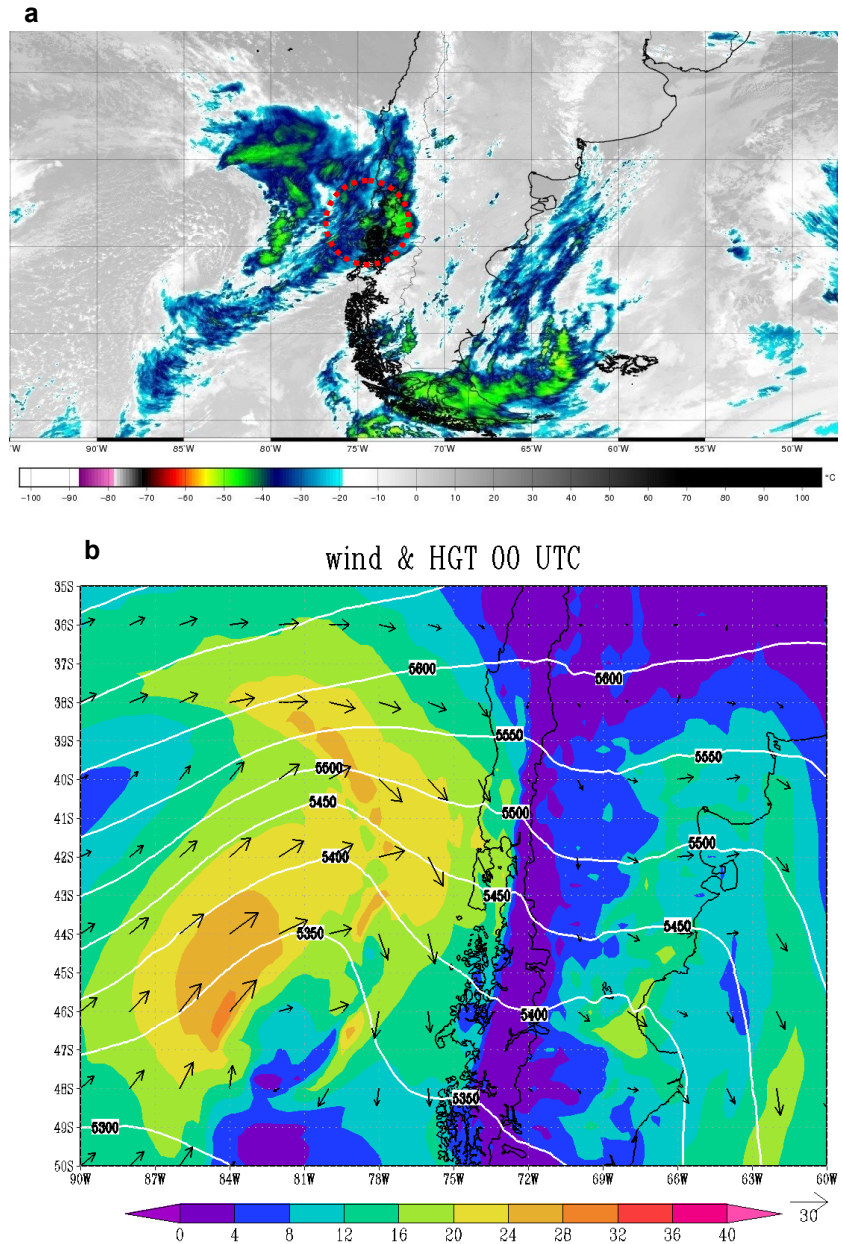 a
°W 90°W 85°W 80°W 75°W 70°W 65°W 60°W 55°W 50°W
−100 −90 −80 −70 −60 −50 −40 −30 −20 −10 0 10 20 30 40 50 60 70 80 90 100 °C
b
wind & HGT 00 UTC
35S
36S
37S
5600
5600
38S
39S
5550
5550
40S
5500
41S
5450
5500
5500
42S
5400
43S
5450
44S
5350
5450
45S
46S
5400
47S
48S
5350
49S
5300
50S
90W 87W 84W 81W 78W 75W 72W 69W 66W 63W 60W
30
0 4 8 12 16 20 24 28 32 36 40